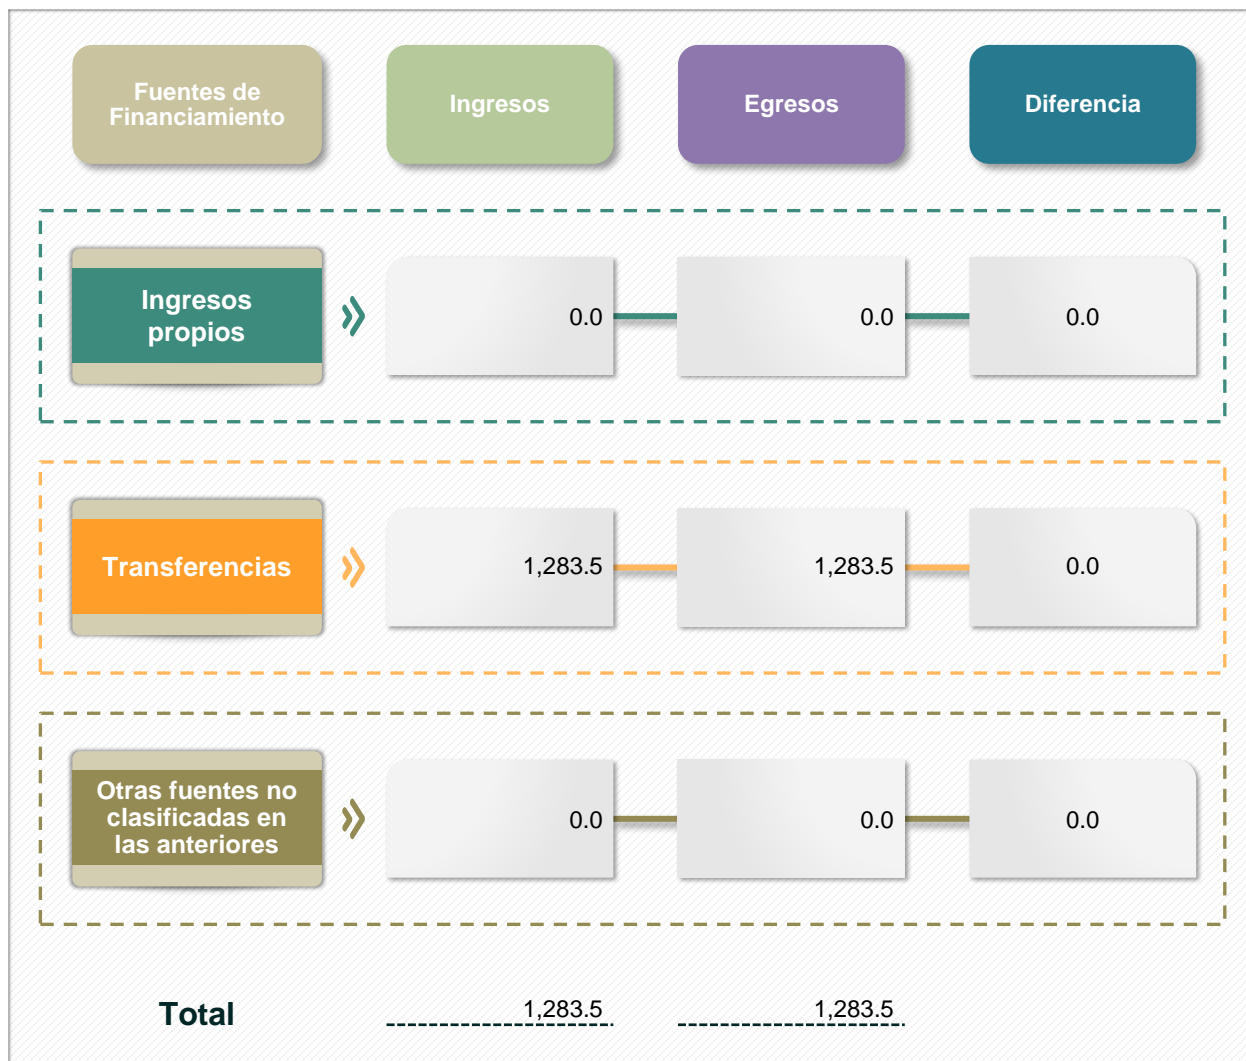 Fuentes de
Financiamiento
Ingresos
Egresos
Diferencia
Ingresos
propios
0.0
0.0
0.0
Transferencias
1,283.5
1,283.5
0.0
Otras fuentes no
clasificadas en
las anteriores
0.0
0.0
0.0
Total
1,283.5
1,283.5